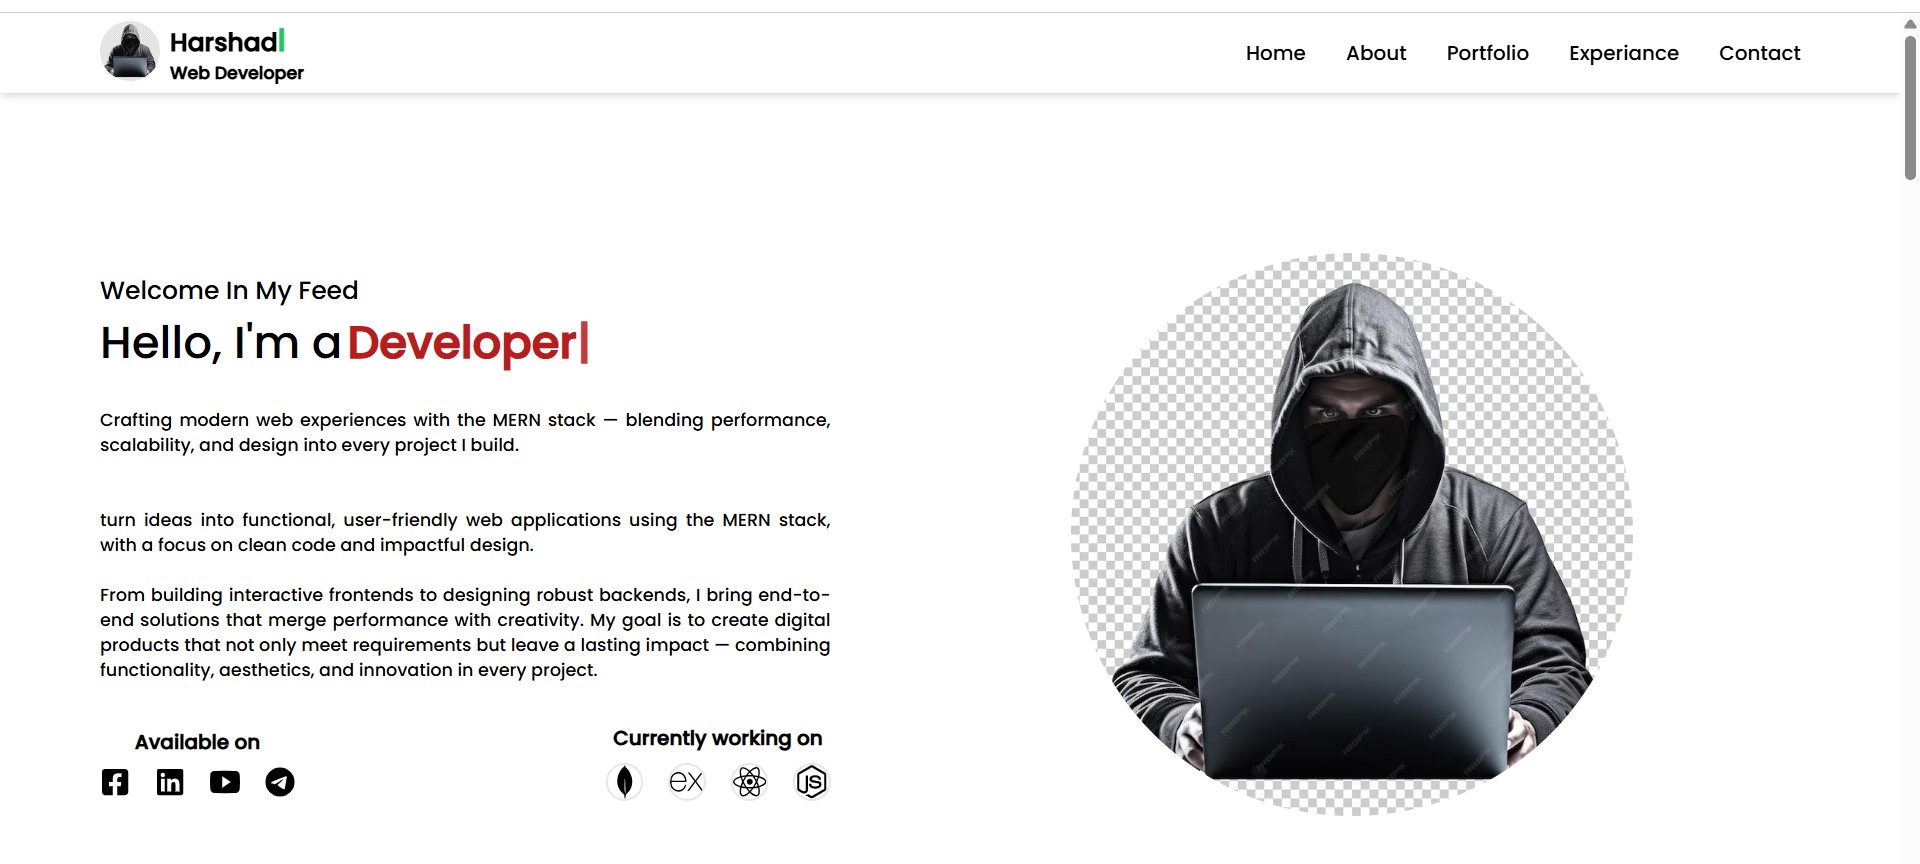 Harshad
Web Developer
Home About Portfolio Experiance Contact
Welcome In My Feed
Hello, I'm a Developer
Crafting modern web experiences with the MERN stack — blending performance,
scalability, and design into every project I build.
turn ideas into functional, user-friendly web applications using the MERN stack,
with a focus on clean code and impactful design.
From building interactive frontends to designing robust backends, I bring end-to-
end solutions that merge performance with creativity. My goal is to create digital
products that not only meet requirements but leave a lasting impact — combining
functionality, aesthetics, and innovation in every project.
Available on
Currently working on
in
ex
JS
FREEPIK